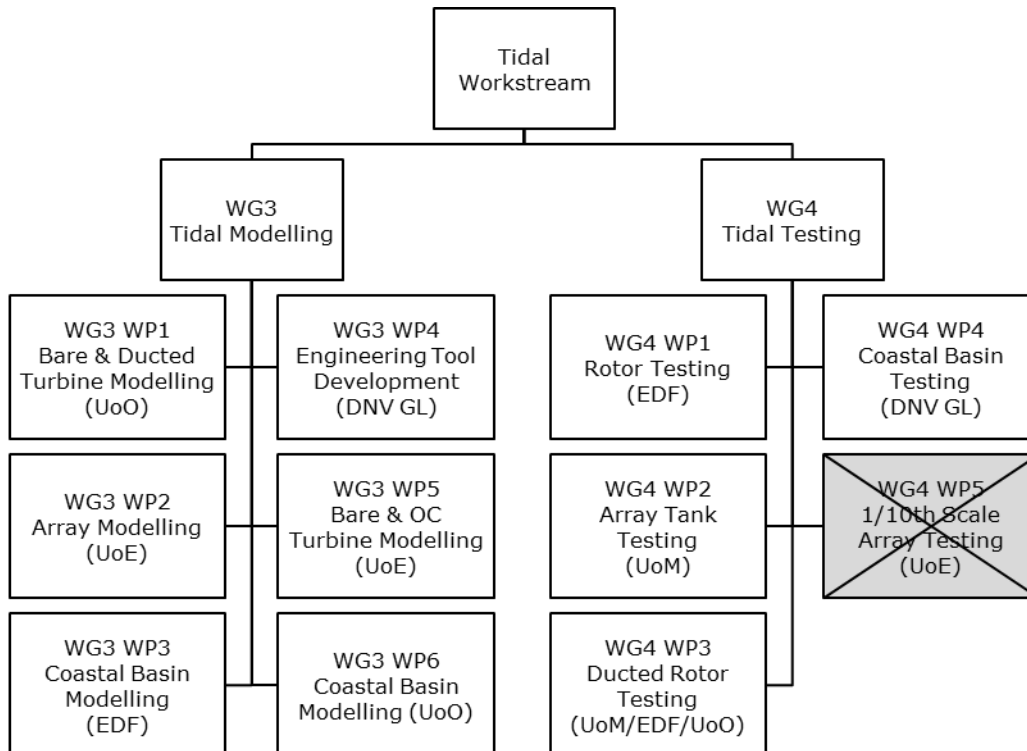 Tidal
Workstream
WG3
Tidal Modelling
WG4
Tidal Testing
WG3 WP1
Bare & Ducted
Turbine Modelling
(UoO)
WG3 WP4
Engineering Tool
Development
(DNV GL)
WG4 WP1
Rotor Testing
(EDF)
WG4 WP4
Coastal Basin
Testing
(DNV GL)
WG3 WP2
Array Modelling
(UoE)
WG3 WP5
Bare & OC
Turbine Modelling
(UoE)
WG4 WP2
Array Tank
Testing
(UoM)
WG4 WP5
1/10th Scale
Array Testing
(UoE)
WG3 WP3
Coastal Basin
Modelling
(EDF)
WG3 WP6
Coastal Basin
Modelling (UoO)
WG4 WP3
Ducted Rotor
Testing
(UoM/EDF/UoO)